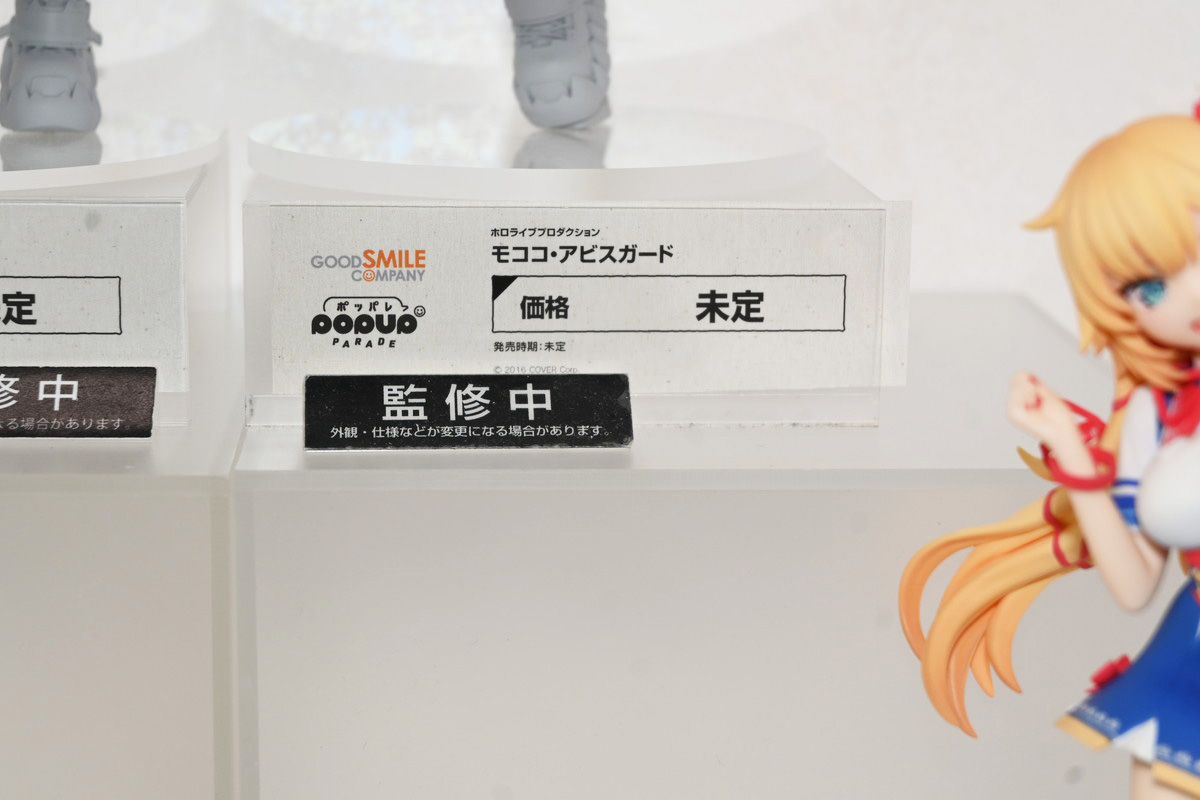 定
修中
なる場合があります
GOOD SMILE
COMPANY
ポッパレ
POPUP
PARADE
ホロライブプロダクション
モココ・アビスガード
価格 未定
発売時期：未定
© 2016 COVER Corp.
監修中
外観・仕様などが変更になる場合があります。